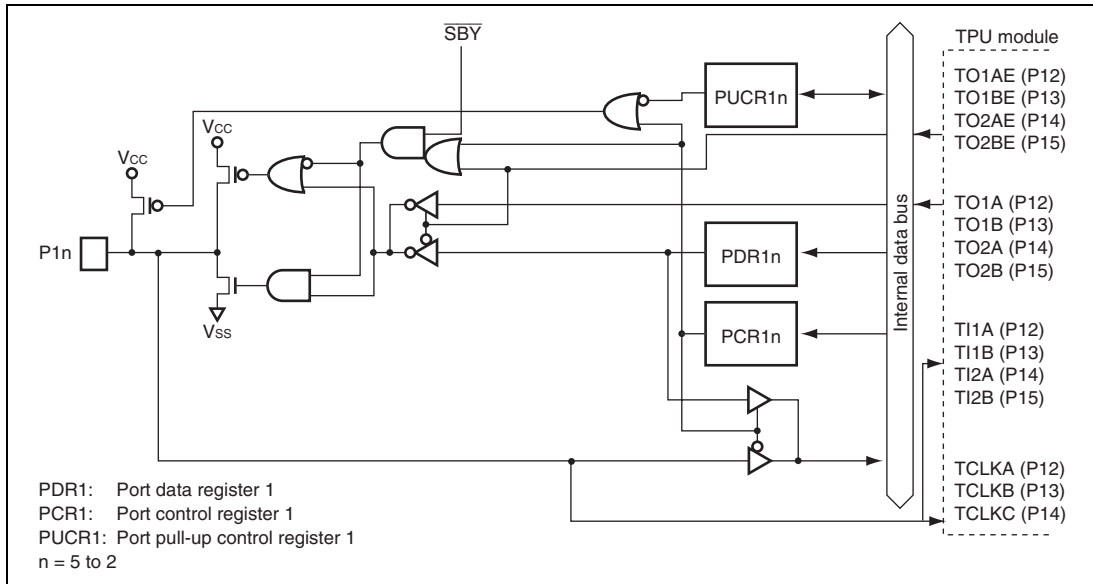 SBY
TPU module
TO1AE (P12)
TO1BE (P13)
TO2AE (P14)
TO2BE (P15)
PUCR1n
VCC
VCC
TO1A (P12)
TO1B (P13)
TO2A (P14)
TO2B (P15)
P1n
PDR1n
Internal data bus
VSS
PCR1n
TI1A (P12)
TI1B (P13)
TI2A (P14)
TI2B (P15)
TCLKA (P12)
TCLKB (P13)
TCLKC (P14)
PDR1: Port data register 1
PCR1: Port control register 1
PUCR1: Port pull-up control register 1
n = 5 to 2